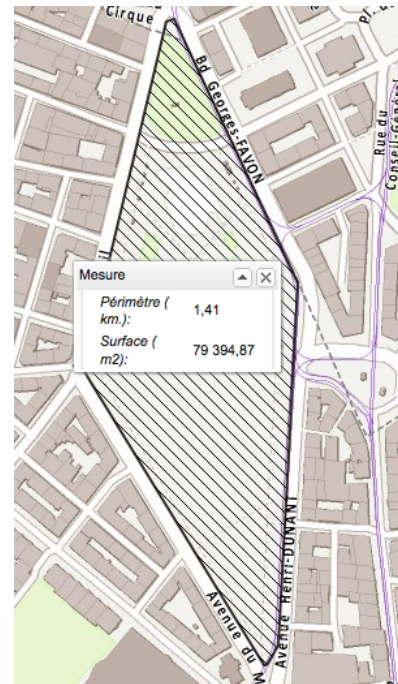 Cirque
Bd Georges-FAVON
Rue du
Conseil-Général
Mesure
Périmètre (
km.):
1,41
Surface (
m2):
79 394,87
Avenue Henri-DUNANT
Avenue du M